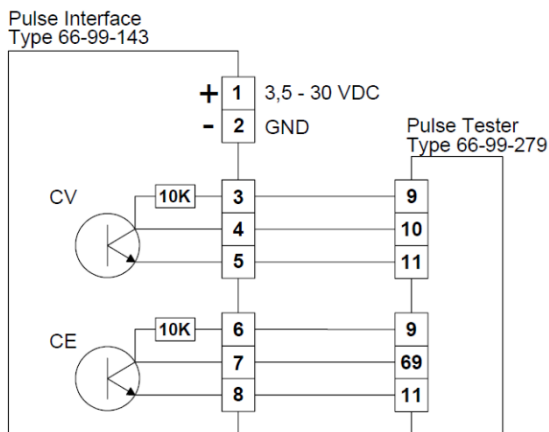 Pulse Interface
Type 66-99-143
+ 1 3,5 - 30 VDC
- 2 GND
Pulse Tester
Type 66-99-279
CV 10K 3 9
4 10
5 11
CE 10K 6 9
7 69
8 11